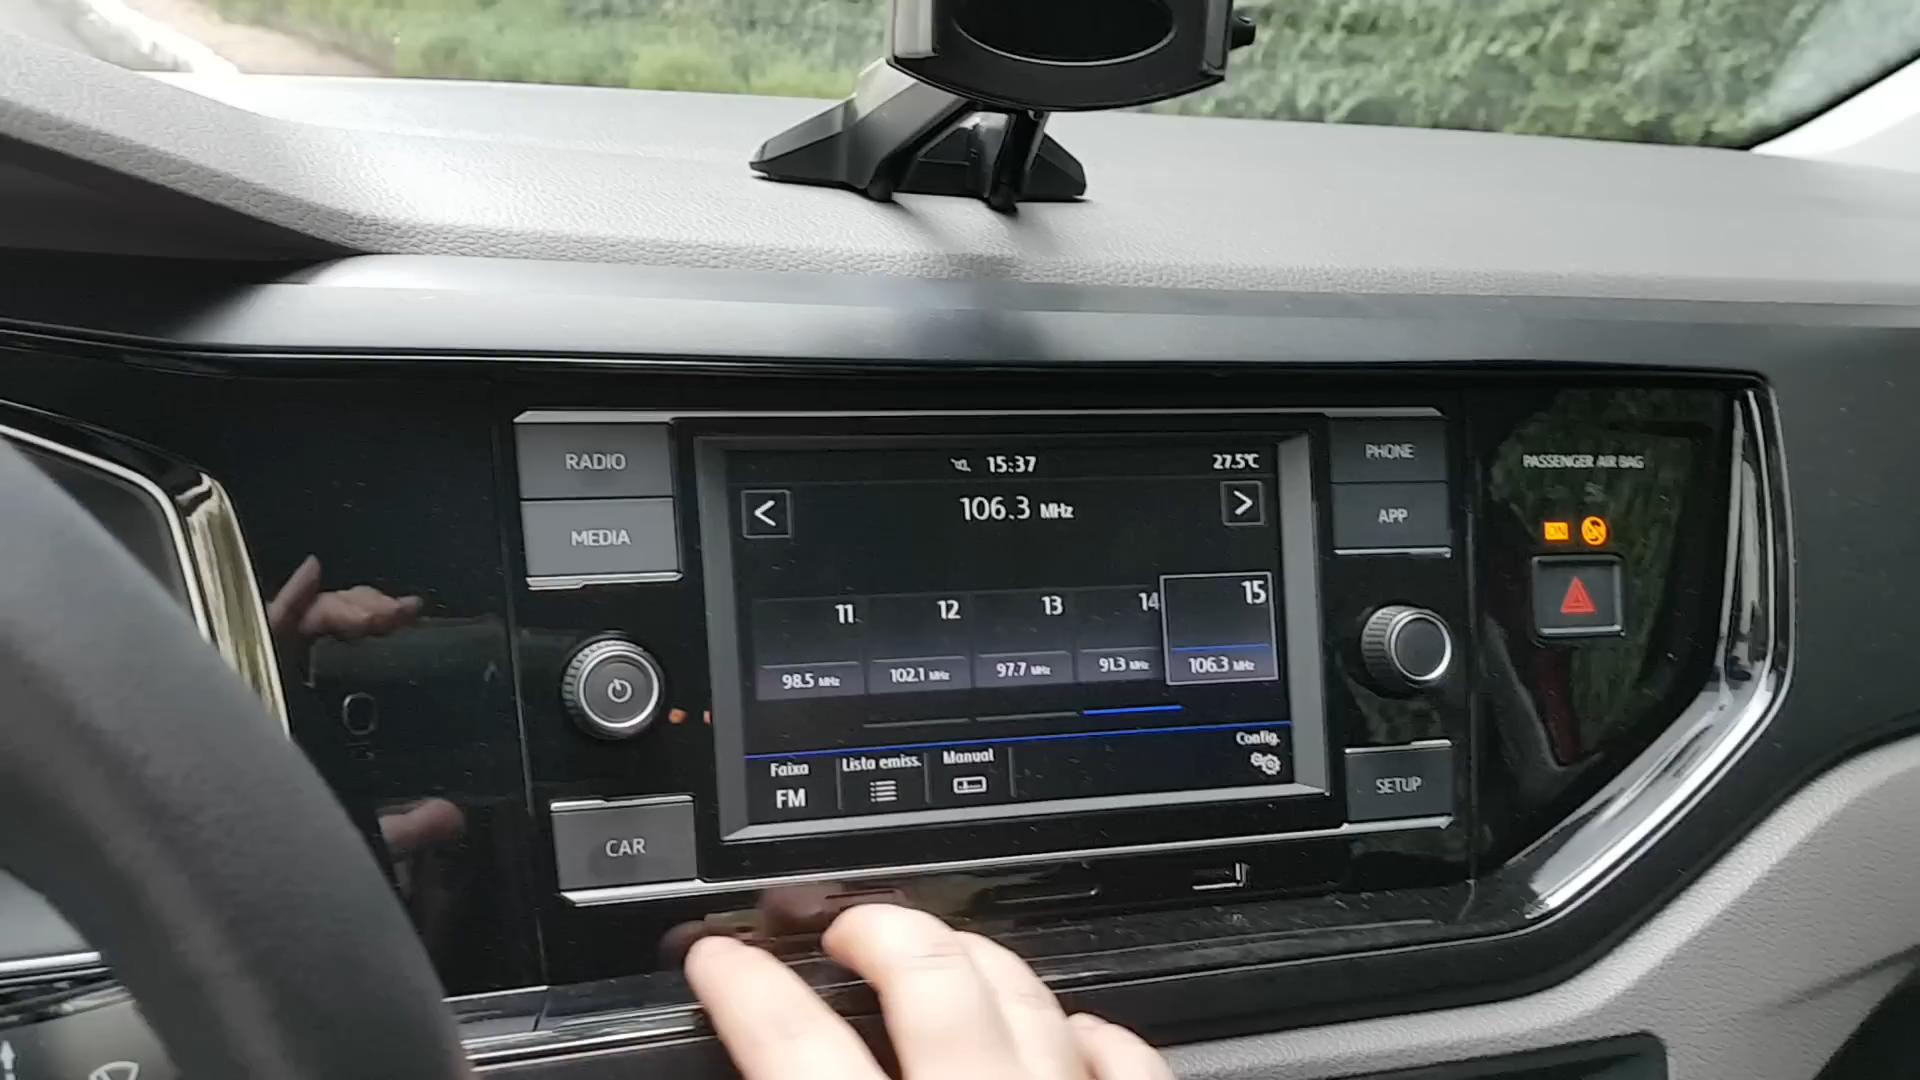 RADIO
MEDIA
CAR
15:37
27.5°C
106.3 MHz
11
12
13
14
15
98.5 MHz
102.1 MHz
97.7 MHz
91.3 MHz
106.3 MHz
Faixa
FM
Lista emiss.
Manual
Config.
PHONE
APP
SETUP
PASSENGER AIR BAG
ON